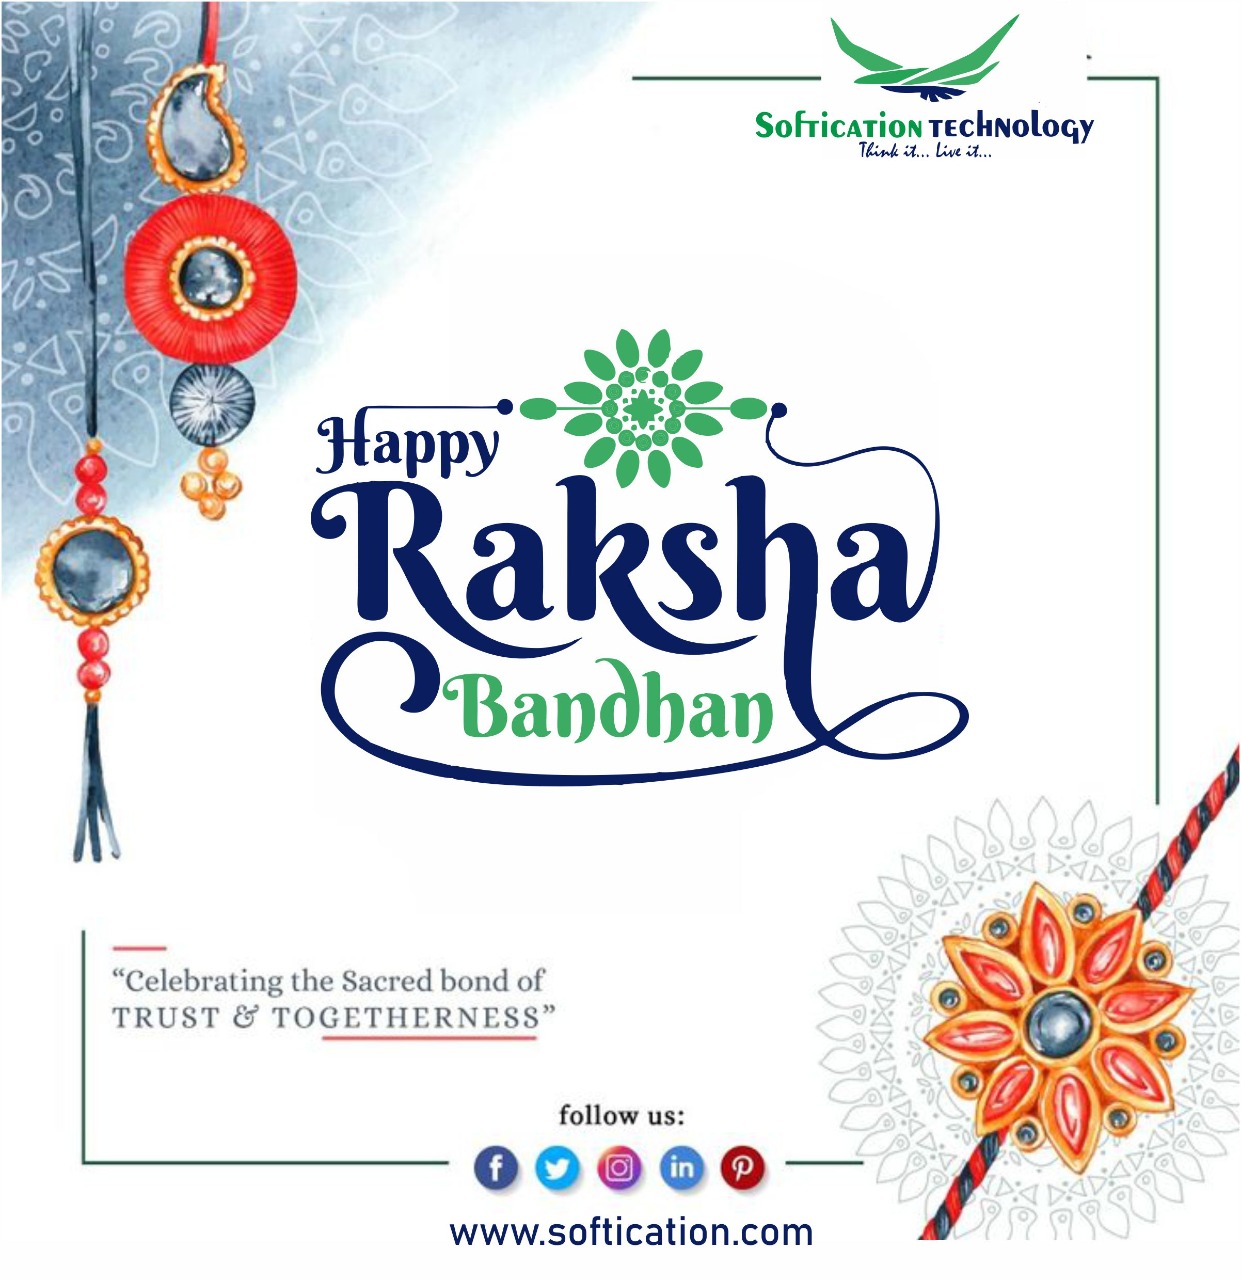 Softication Technology
Think it... Live it...
Happy
Raksha
Bandhan
“Celebrating the Sacred bond of
TRUST & TOGETHERNESS”
follow us:
www.softication.com